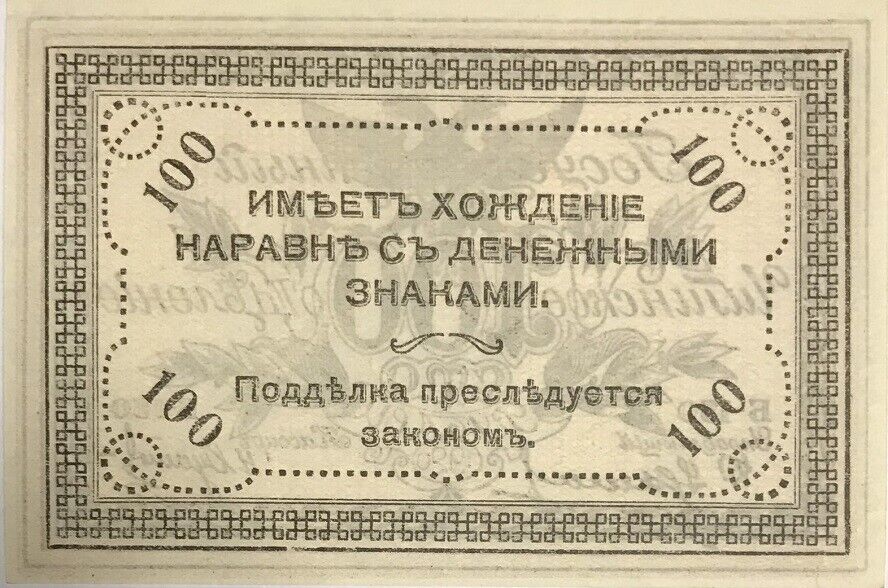 100 100
ИМѢЕТЪ ХОЖДЕНІЕ
НАРАВНѢ СЪ ДЕНЕЖНЫМИ
ЗНАКАМИ.
Поддѣлка преслѣдуется
закономъ.
100 100